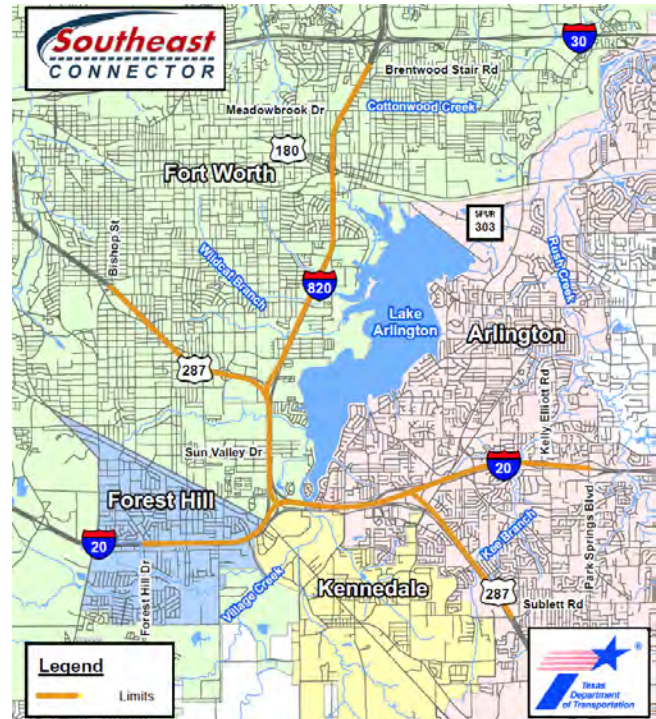 Southeast
CONNECTOR
30
Brentwood Stair Rd
Meadowbrook Dr
Cottonwood Creek
180
Fort Worth
SPUR
303
Bishop St
Wildcat Branch
Rush Creek
820
Lake
Arlington
Arlington
287
Kelly Elliott Rd
Sun Valley Dr
20
Forest Hill
Park Springs Blvd
20
Kee Branch
Kennedale
287
Forest Hill Dr
Village Creek
Sublett Rd
Legend
Limits
®
Texas
Department
of Transportation